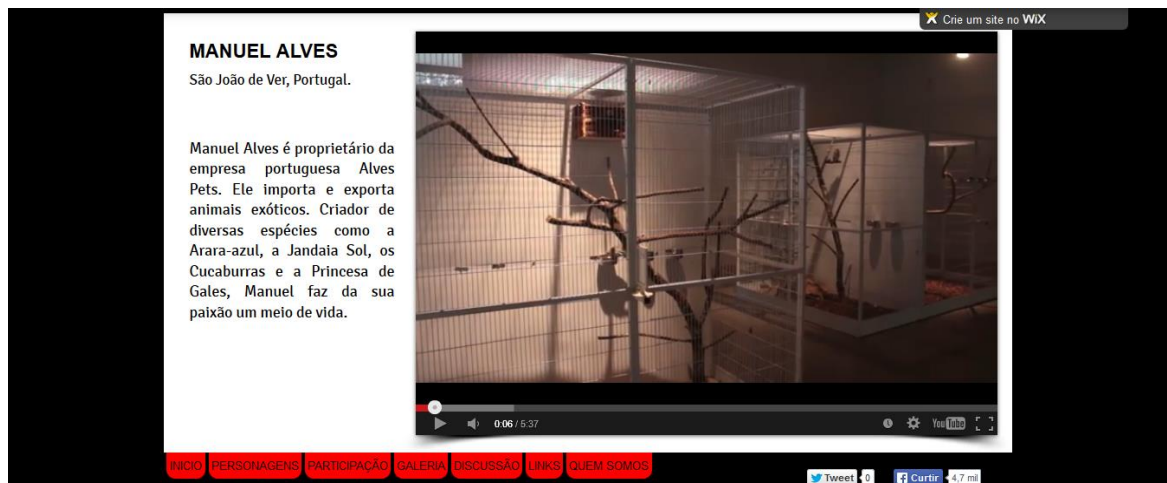 Crie um site no WiX
MANUEL ALVES
São João de Ver, Portugal.
Manuel Alves é proprietário da
empresa portuguesa Alves
Pets. Ele importa e exporta
animais exóticos. Criador de
diversas espécies como a
Arara-azul, a Jandaia Sol, os
Cucaburras e a Princesa de
Gales, Manuel faz da sua
paixão um meio de vida.
0:06 / 5:37
YouTube
INICIO PERSONAGENS PARTICIPAÇÃO GALERIA DISCUSSÃO LINKS QUEM SOMOS
Tweet 0 Curtir 4,7 mil